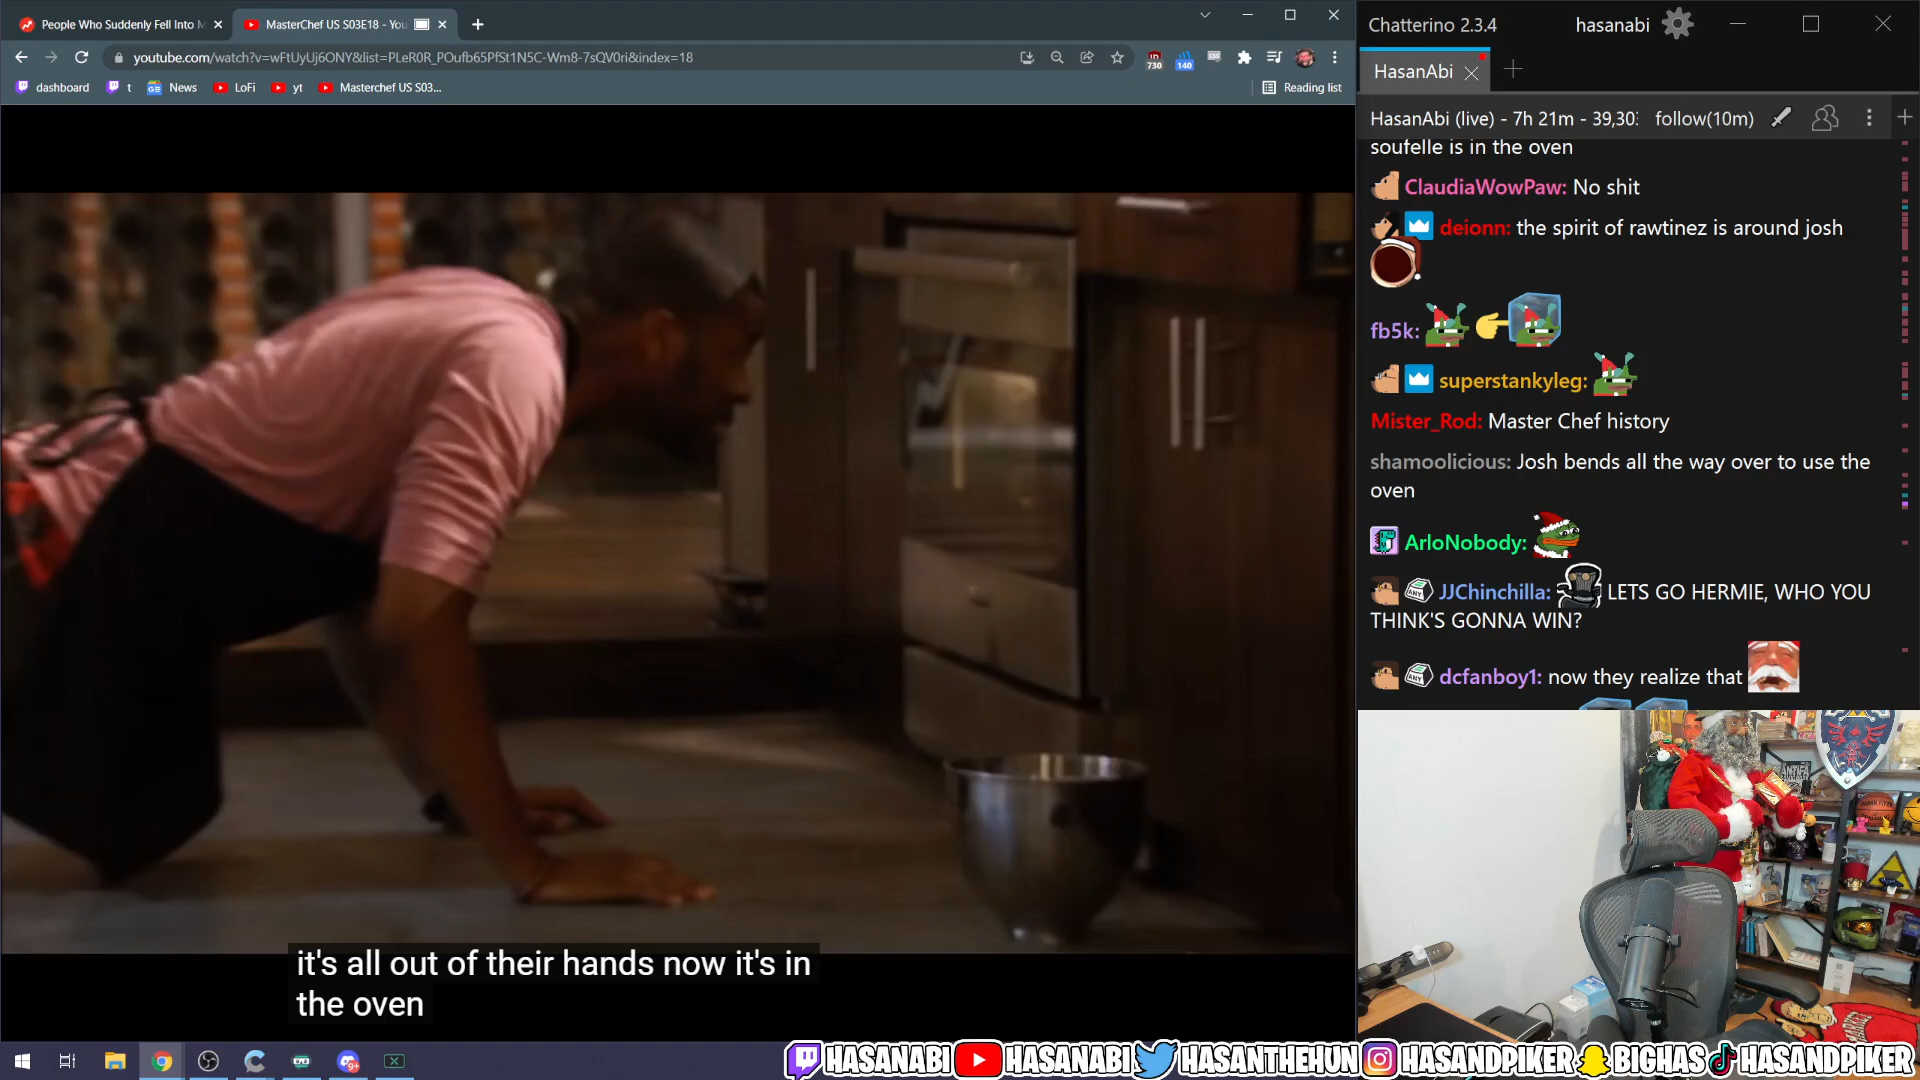 People Who Suddenly Fell Into M
MasterChef US S03E18 - You
youtube.com/watch?v=wFtUyUj6ONY&list=PLeR0R_POufb65PfSt1N5C-Wm8-7sQV0ri&index=18
730
140
dashboard
t
News
LoFi
yt
Masterchef US S03...
Reading list
it's all out of their hands now it's in
the oven
Chatterino 2.3.4
hasanabi
HasanAbi
HasanAbi (live) - 7h 21m - 39,303
follow(10m)
soufelle is in the oven
ClaudiaWowPaw: No shit
deionn: the spirit of rawtinez is around josh
fb5k:
superstankyleg:
Mister_Rod: Master Chef history
shamoolicious: Josh bends all the way over to use the
oven
ArloNobody:
JJChinchilla: LETS GO HERMIE, WHO YOU
THINK'S GONNA WIN?
dcfanboy1: now they realize that
ANTIFA
HASANABI
HASANABI
HASANTHEHUN
HASANDPIKER
BIGHAS
HASANDPIKER